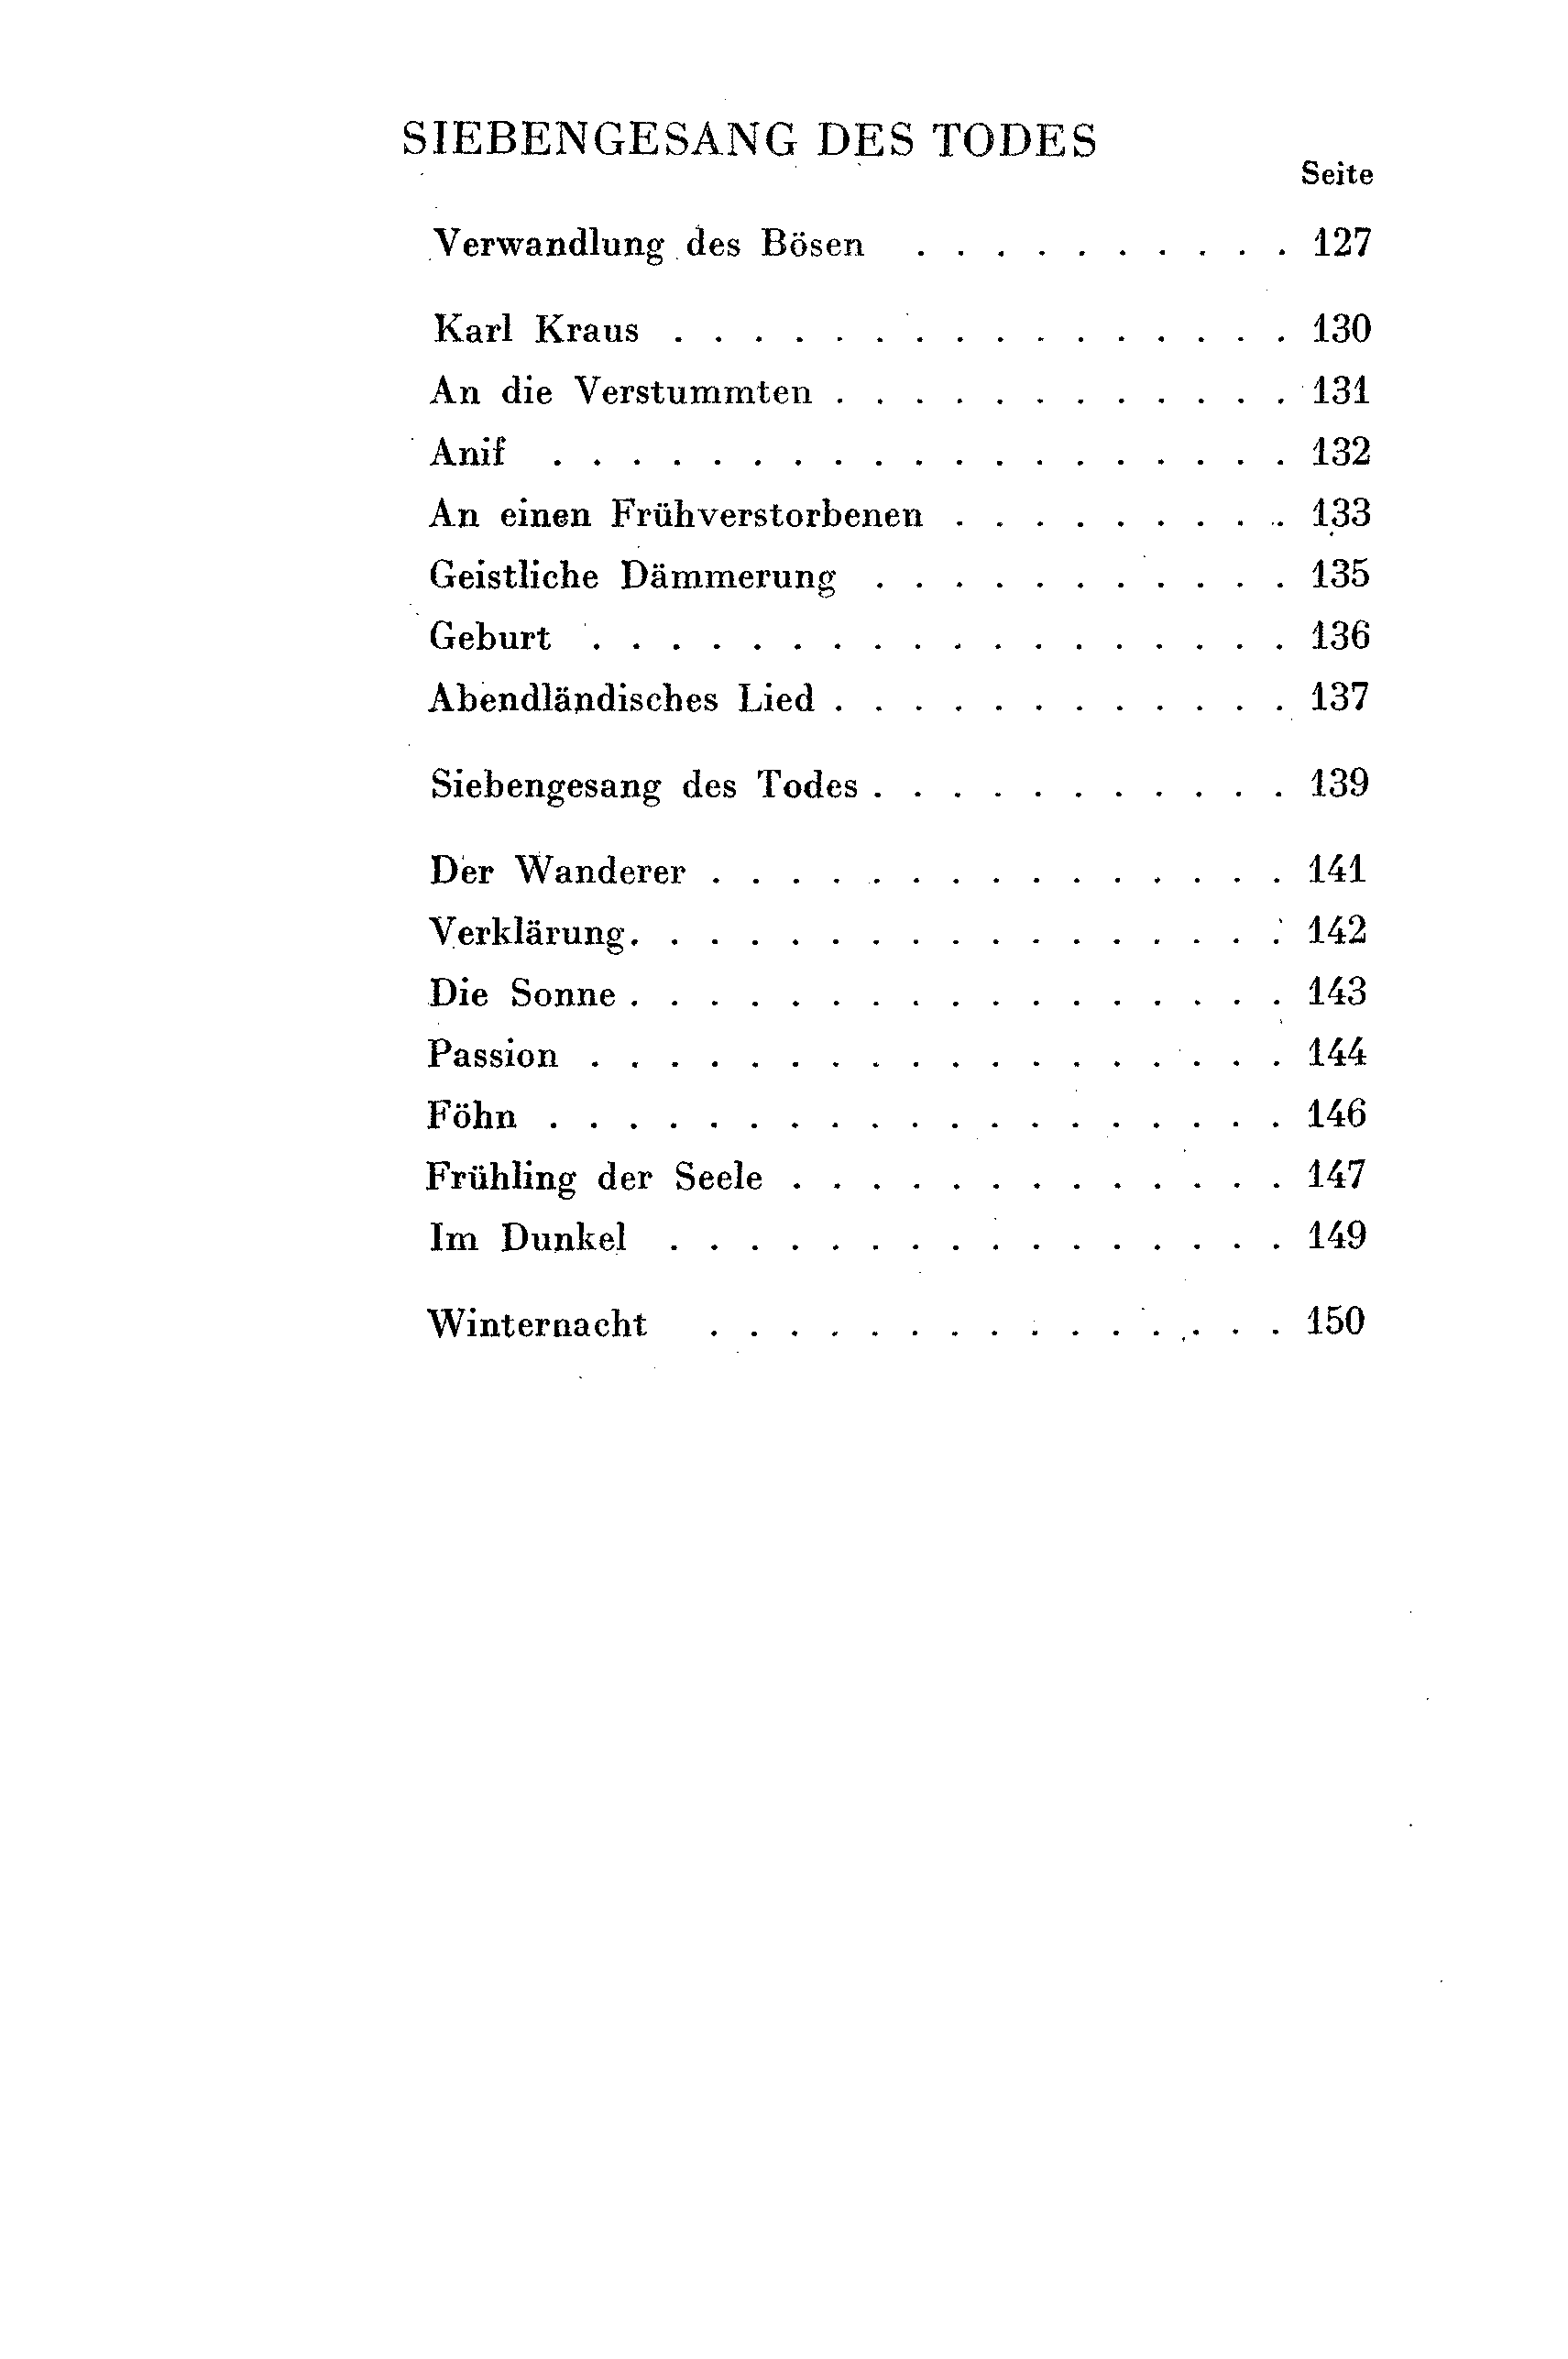 SIEBENGESANG DES TODES
Seite
Verwandlung des Bösen . . . . . . . . . . 127
Karl Kraus . . . . . . . . . . . . . . . . 130
An die Verstummten . . . . . . . . . . . . 131
Anif . . . . . . . . . . . . . . . . . . . 132
An einen Frühverstorbenen . . . . . . . . . 133
Geistliche Dämmerung . . . . . . . . . . . 135
Geburt . . . . . . . . . . . . . . . . . . 136
Abendländisches Lied . . . . . . . . . . . . 137
Siebengesang des Todes . . . . . . . . . . . 139
Der Wanderer . . . . . . . . . . . . . . . 141
Verklärung . . . . . . . . . . . . . . . . . 142
Die Sonne . . . . . . . . . . . . . . . . . 143
Passion . . . . . . . . . . . . . . . . . . 144
Föhn . . . . . . . . . . . . . . . . . . . 146
Frühling der Seele . . . . . . . . . . . . . 147
Im Dunkel . . . . . . . . . . . . . . . . 149
Winternacht . . . . . . . . . . . . . . . 150